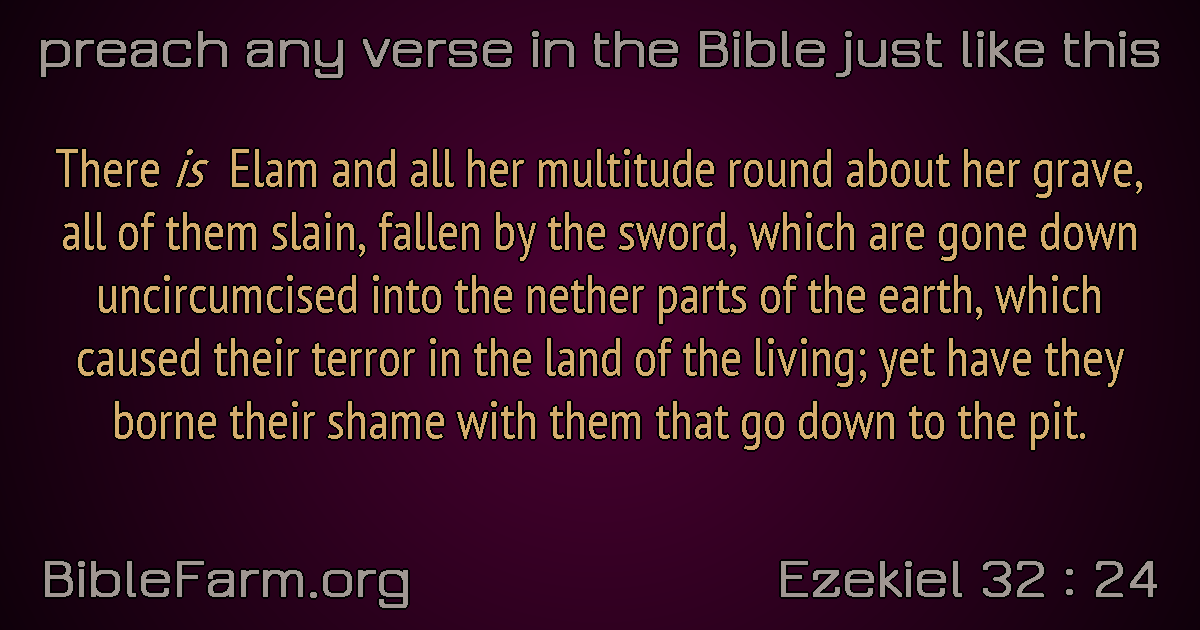 preach any verse in the Bible just like this
There is Elam and all her multitude round about her grave,
all of them slain, fallen by the sword, which are gone down
uncircumcised into the nether parts of the earth, which
caused their terror in the land of the living; yet have they
borne their shame with them that go down to the pit.
BibleFarm.org
Ezekiel 32 : 24